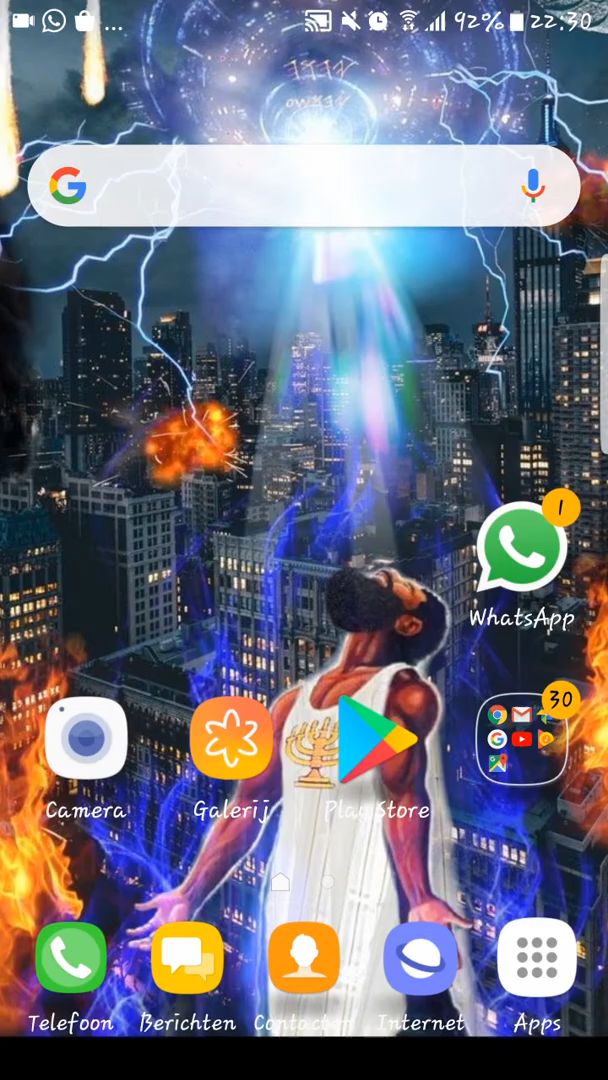 ... 92% 22:30
G
1
WhatsApp
30
Camera Galerij Play Store
Telefoon Berichten Contacten Internet Apps